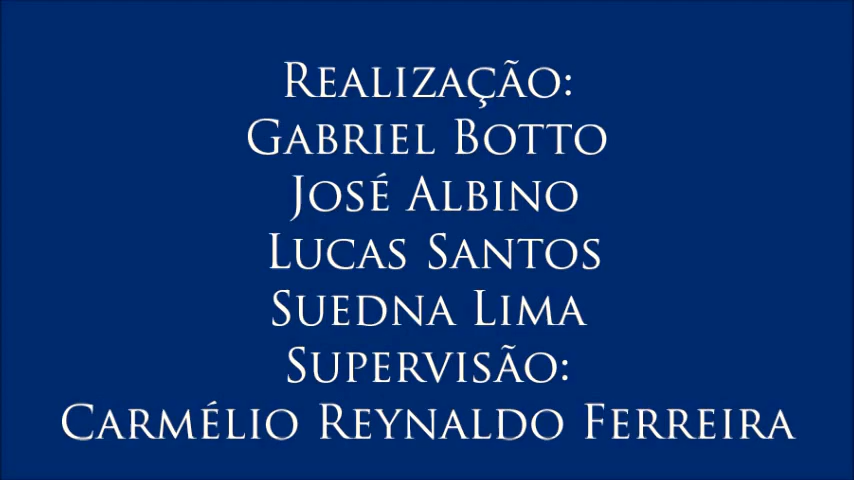 Realização:
Gabriel Botto
José Albino
Lucas Santos
Suedna Lima
Supervisão:
Carmélio Reynaldo Ferreira